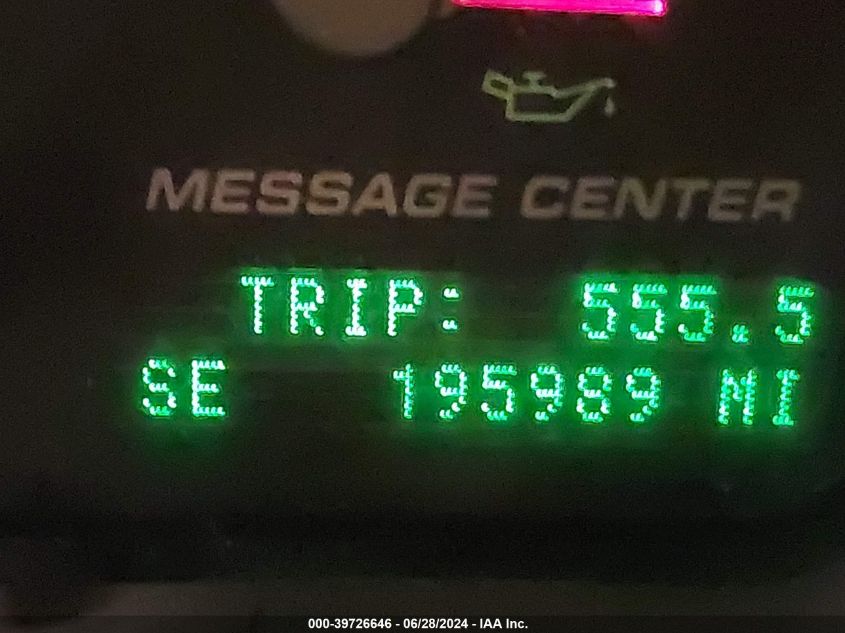 MESSAGE CENTER
TRIP: 555.5
SE 195989 MI
000-39726646 - 06/28/2024 - IAA Inc.